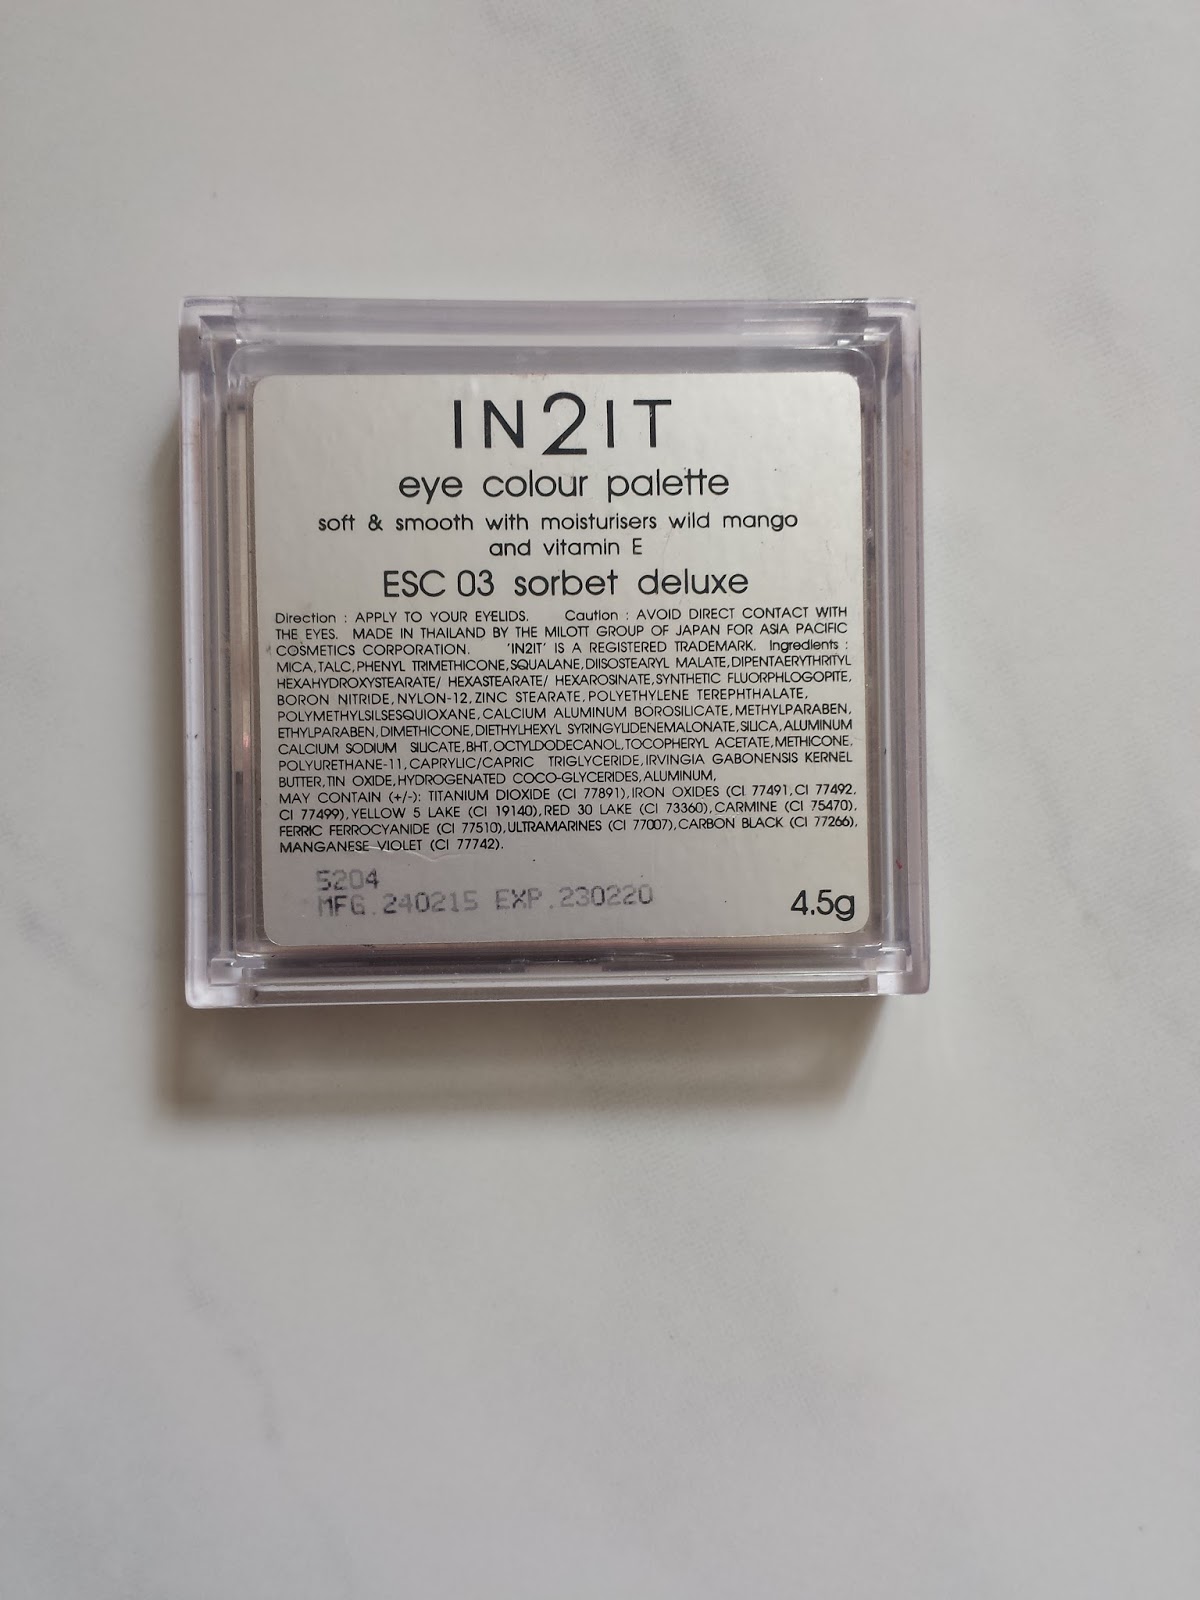 IN2IT
eye colour palette
soft & smooth with moisturisers wild mango
and vitamin E
ESC 03 sorbet deluxe
Direction : APPLY TO YOUR EYELIDS. Caution : AVOID DIRECT CONTACT WITH
THE EYES. MADE IN THAILAND BY THE MILOTT GROUP OF JAPAN FOR ASIA PACIFIC
COSMETICS CORPORATION. 'IN2IT' IS A REGISTERED TRADEMARK. Ingredients :
MICA, TALC, PHENYL TRIMETHICONE, SQUALANE, DIISOSTEARYL MALATE, DIPENTAERYTHRITYL
HEXAHYDROXYSTEARATE/ HEXASTEARATE/ HEXAROSINATE, SYNTHETIC FLUORPHLOGOPITE,
BORON NITRIDE, NYLON-12, ZINC STEARATE, POLYETHYLENE TEREPHTHALATE,
POLYMETHYLSILSESQUIOXANE, CALCIUM ALUMINUM BOROSILICATE, METHYLPARABEN,
ETHYLPARABEN, DIMETHICONE, DIETHYLHEXYL SYRINGYLIDENEMALONATE, SILICA, ALUMINUM
CALCIUM SODIUM SILICATE, BHT, OCTYLDODECANOL, TOCOPHERYL ACETATE, METHICONE,
POLYURETHANE-11, CAPRYLIC/CAPRIC TRIGLYCERIDE, IRVINGIA GABONENSIS KERNEL
BUTTER, TIN OXIDE, HYDROGENATED COCO-GLYCERIDES, ALUMINUM,
MAY CONTAIN (+/-): TITANIUM DIOXIDE (CI 77891), IRON OXIDES (CI 77491, CI 77492,
CI 77499), YELLOW 5 LAKE (CI 19140), RED 30 LAKE (CI 73360), CARMINE (CI 75470),
FERRIC FERROCYANIDE (CI 77510), ULTRAMARINES (CI 77007), CARBON BLACK (CI 77266),
MANGANESE VIOLET (CI 77742).
5204
MFG.240215 EXP.230220
4.5g